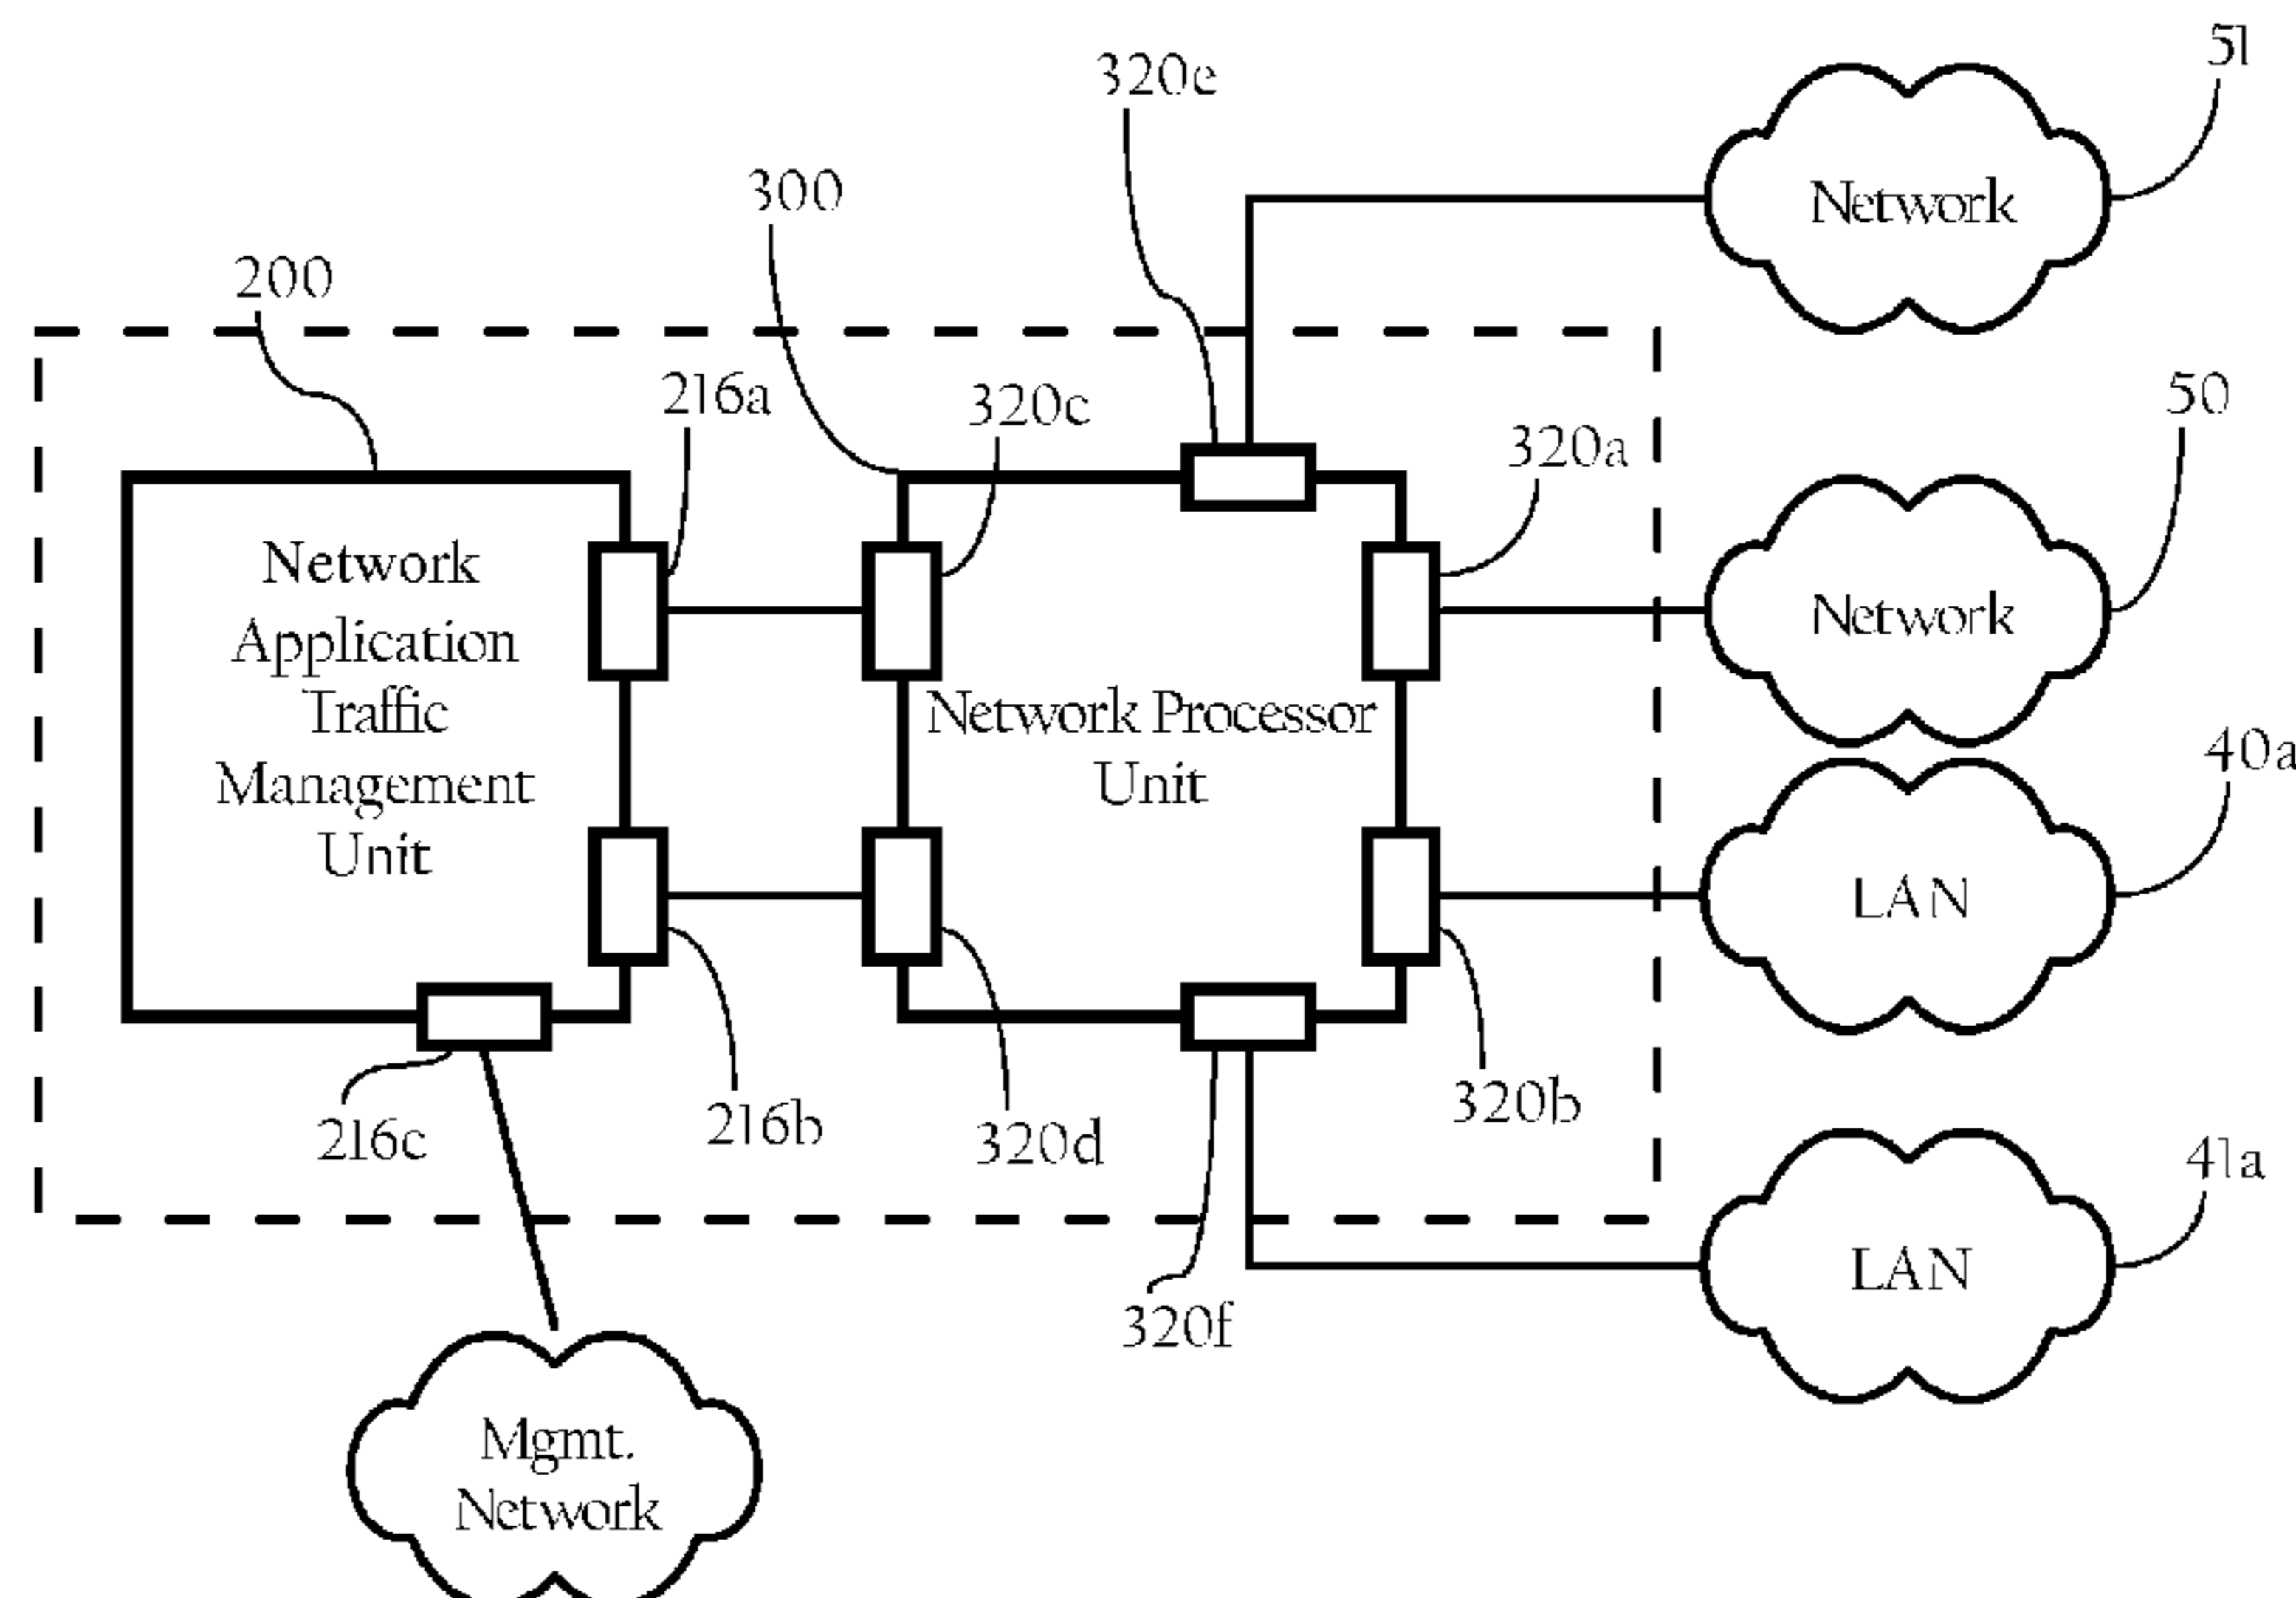 51
320e
300
Network
200
216a
320c
50
320a
Network
Application
Traffic
Management
Unit
Network Processor
Unit
Network
40a
LAN
216c
216b
320d
320b
41a
LAN
320f
Mgmt.
Network